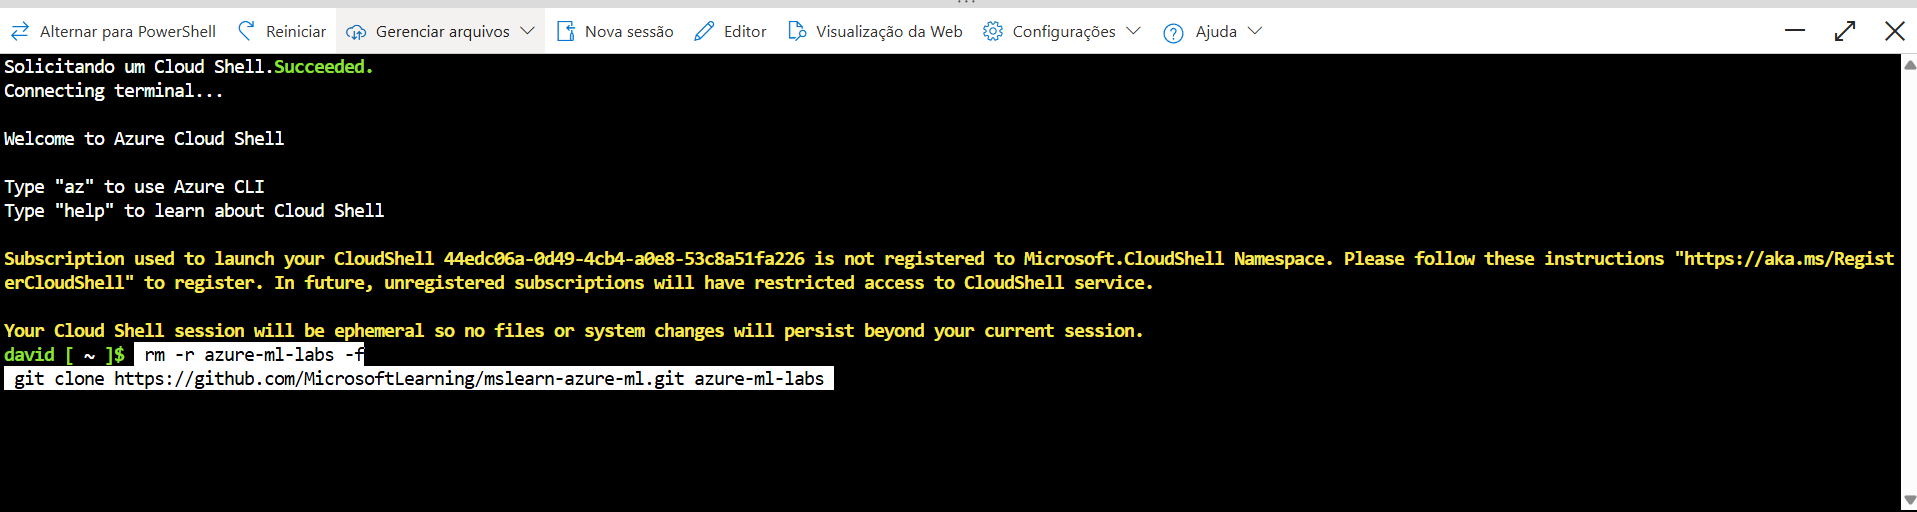 Alternar para PowerShell Reiniciar Gerenciar arquivos Nova sessão Editor Visualização da Web Configurações Ajuda
Solicitando um Cloud Shell.Succeeded.
Connecting terminal...
Welcome to Azure Cloud Shell
Type "az" to use Azure CLI
Type "help" to learn about Cloud Shell
Subscription used to launch your CloudShell 44edc06a-0d49-4cb4-a0e8-53c8a51fa226 is not registered to Microsoft.CloudShell Namespace. Please follow these instructions "https://aka.ms/Regist
erCloudShell" to register. In future, unregistered subscriptions will have restricted access to CloudShell service.
Your Cloud Shell session will be ephemeral so no files or system changes will persist beyond your current session.
david [ ~ ]$  rm -r azure-ml-labs -f
 git clone https://github.com/MicrosoftLearning/mslearn-azure-ml.git azure-ml-labs